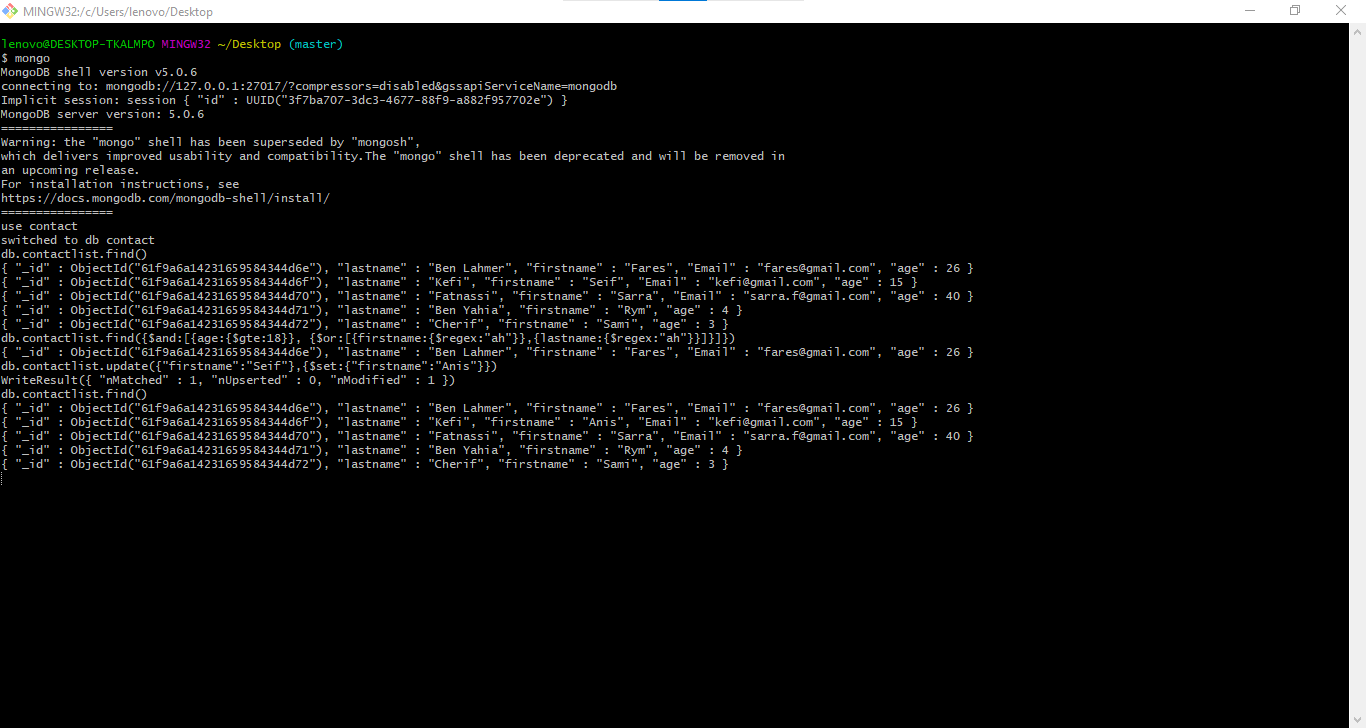 MINGW32:/c/Users/lenovo/Desktop
lenovo@DESKTOP-TKALMPO MINGW32 ~/Desktop (master)
$ mongo
MongoDB shell version v5.0.6
connecting to: mongodb://127.0.0.1:27017/?compressors=disabled&gssapiServiceName=mongodb
Implicit session: session { "id" : UUID("3f7ba707-3dc3-4677-88f9-a882f957702e") }
MongoDB server version: 5.0.6
================
Warning: the "mongo" shell has been superseded by "mongosh",
which delivers improved usability and compatibility.The "mongo" shell has been deprecated and will be removed in
an upcoming release.
For installation instructions, see
https://docs.mongodb.com/mongodb-shell/install/
================
use contact
switched to db contact
db.contactlist.find()
{ "_id" : ObjectId("61f9a6a14231659584344d6e"), "lastname" : "Ben Lahmer", "firstname" : "Fares", "Email" : "fares@gmail.com", "age" : 26 }
{ "_id" : ObjectId("61f9a6a14231659584344d6f"), "lastname" : "Kefi", "firstname" : "Seif", "Email" : "kefi@gmail.com", "age" : 15 }
{ "_id" : ObjectId("61f9a6a14231659584344d70"), "lastname" : "Fatnassi", "firstname" : "Sarra", "Email" : "sarra.f@gmail.com", "age" : 40 }
{ "_id" : ObjectId("61f9a6a14231659584344d71"), "lastname" : "Ben Yahia", "firstname" : "Rym", "age" : 4 }
{ "_id" : ObjectId("61f9a6a14231659584344d72"), "lastname" : "Cherif", "firstname" : "Sami", "age" : 3 }
db.contactlist.find({$and:[{age:{$gte:18}}, {$or:[{firstname:{$regex:"ah"}},{lastname:{$regex:"ah"}}]}]})
{ "_id" : ObjectId("61f9a6a14231659584344d6e"), "lastname" : "Ben Lahmer", "firstname" : "Fares", "Email" : "fares@gmail.com", "age" : 26 }
db.contactlist.update({"firstname":"Seif"},{$set:{"firstname":"Anis"}})
WriteResult({ "nMatched" : 1, "nUpserted" : 0, "nModified" : 1 })
db.contactlist.find()
{ "_id" : ObjectId("61f9a6a14231659584344d6e"), "lastname" : "Ben Lahmer", "firstname" : "Fares", "Email" : "fares@gmail.com", "age" : 26 }
{ "_id" : ObjectId("61f9a6a14231659584344d6f"), "lastname" : "Kefi", "firstname" : "Anis", "Email" : "kefi@gmail.com", "age" : 15 }
{ "_id" : ObjectId("61f9a6a14231659584344d70"), "lastname" : "Fatnassi", "firstname" : "Sarra", "Email" : "sarra.f@gmail.com", "age" : 40 }
{ "_id" : ObjectId("61f9a6a14231659584344d71"), "lastname" : "Ben Yahia", "firstname" : "Rym", "age" : 4 }
{ "_id" : ObjectId("61f9a6a14231659584344d72"), "lastname" : "Cherif", "firstname" : "Sami", "age" : 3 }